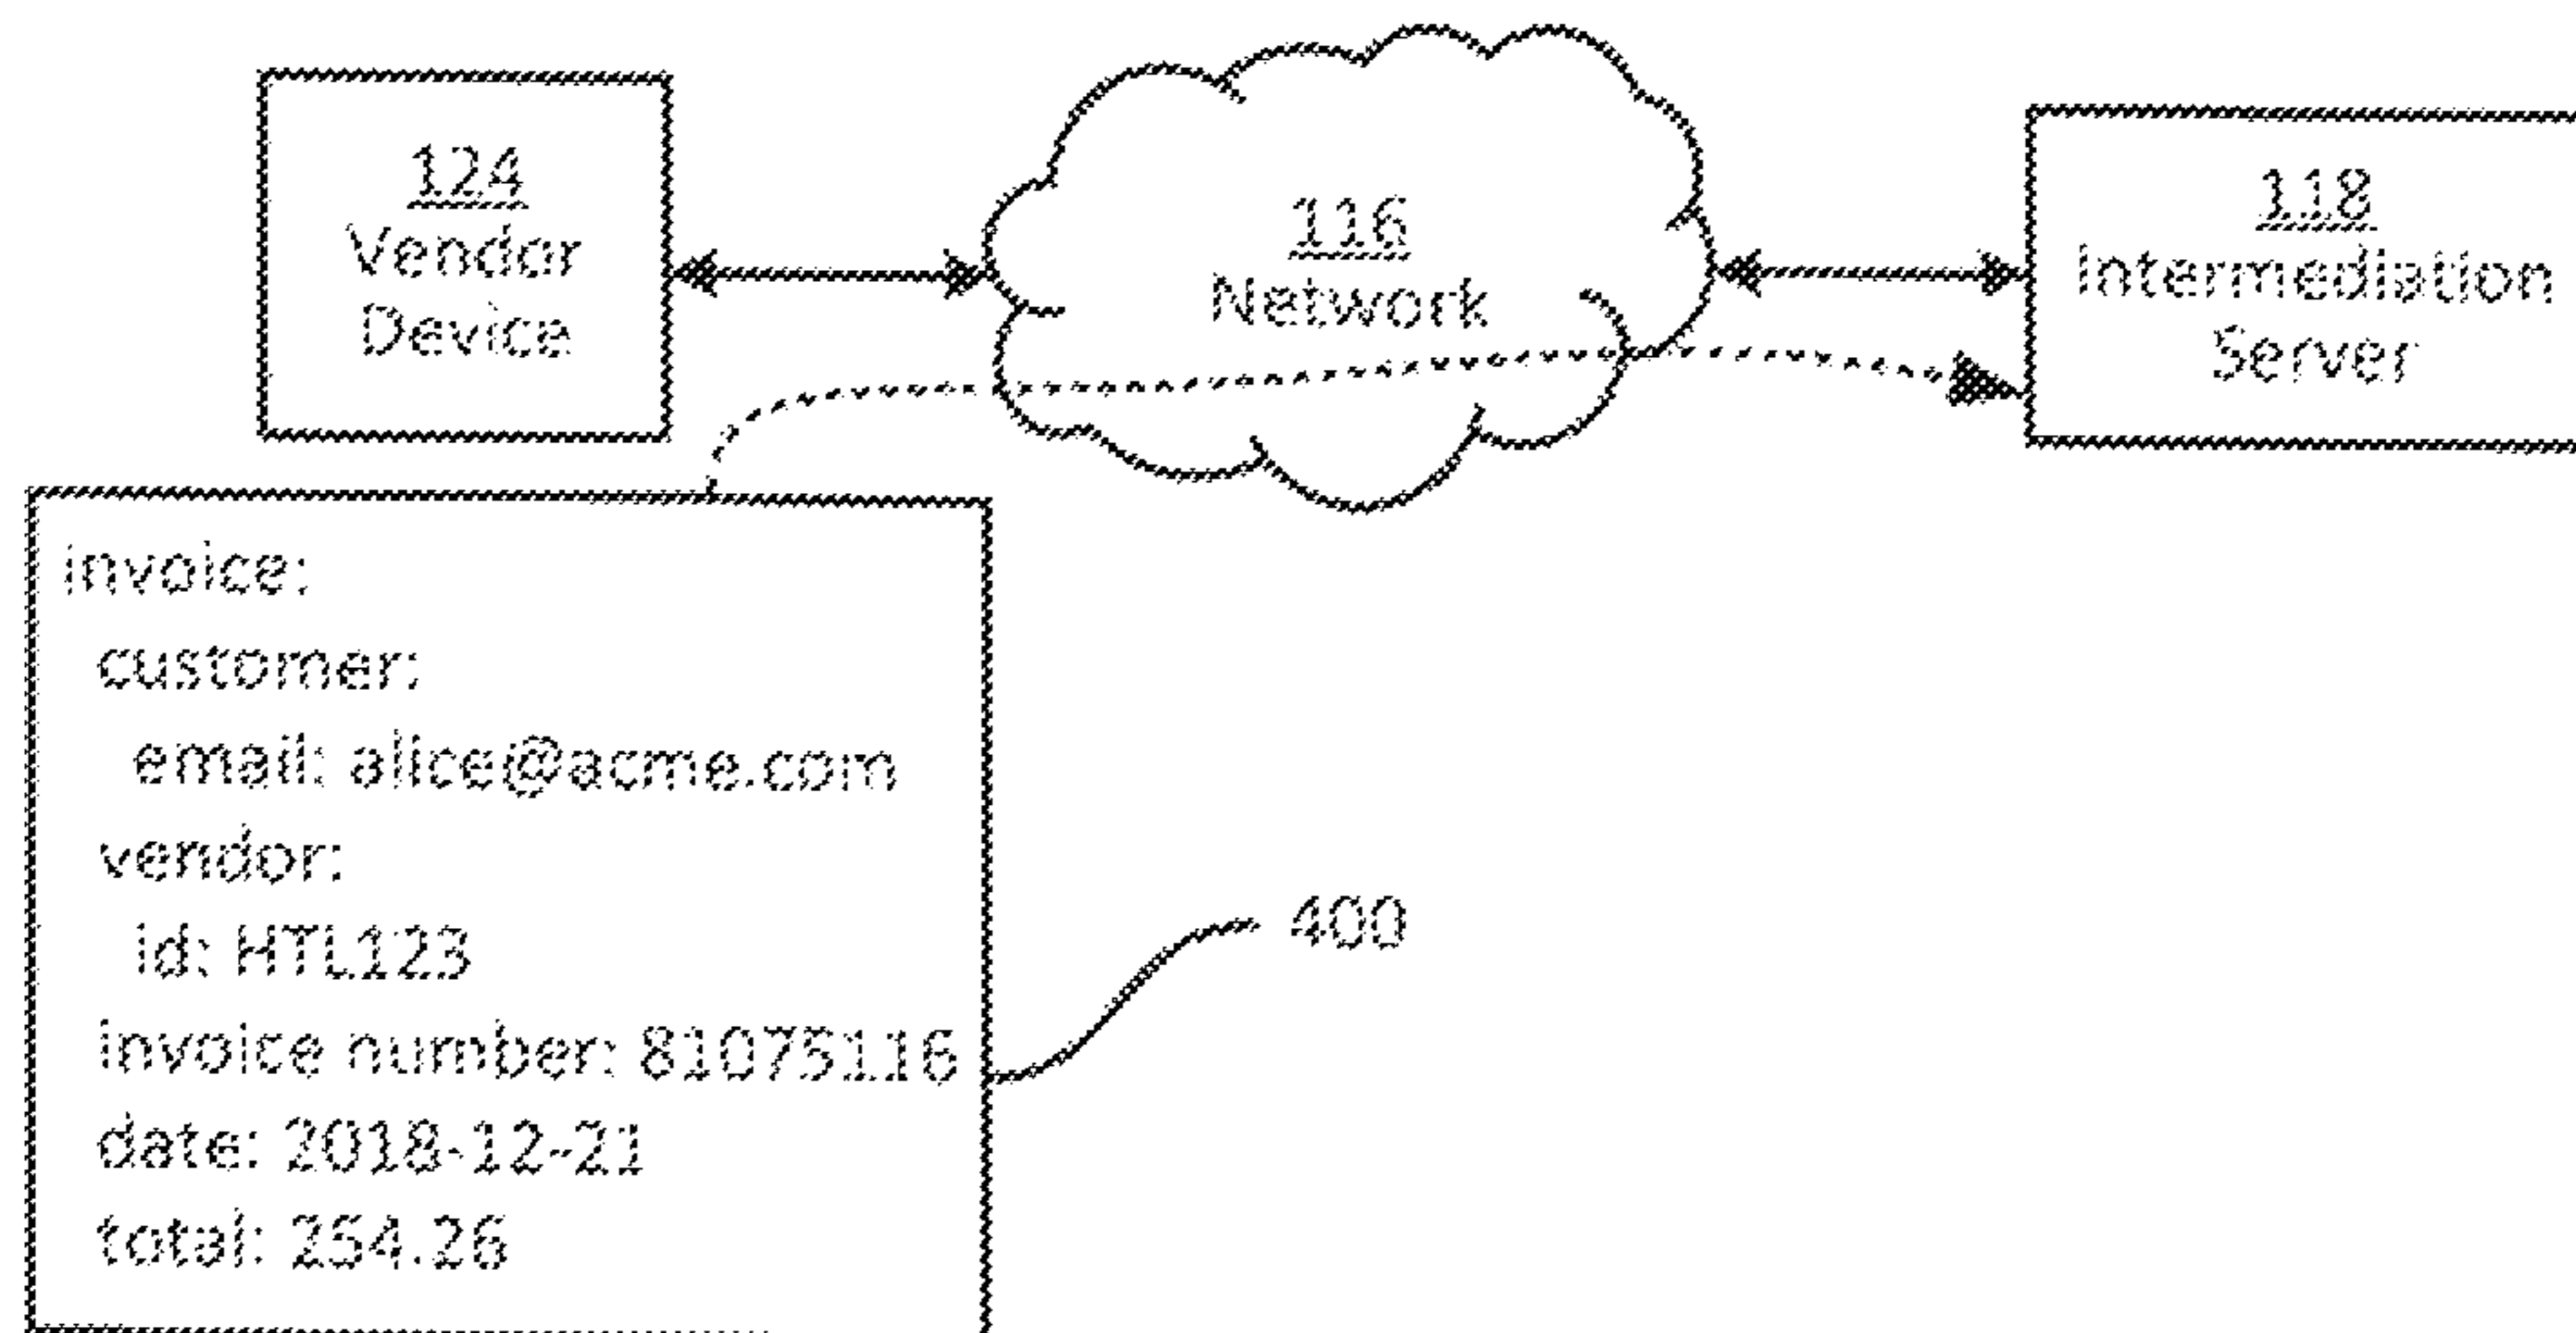 124
Vendor
Device
116
Network
118
Intermediation
Server
invoice:
customer:
email: alice@acme.com
vendor:
id: HTL123
invoice number: 81075116
date: 2018-12-21
total: 254.26
400